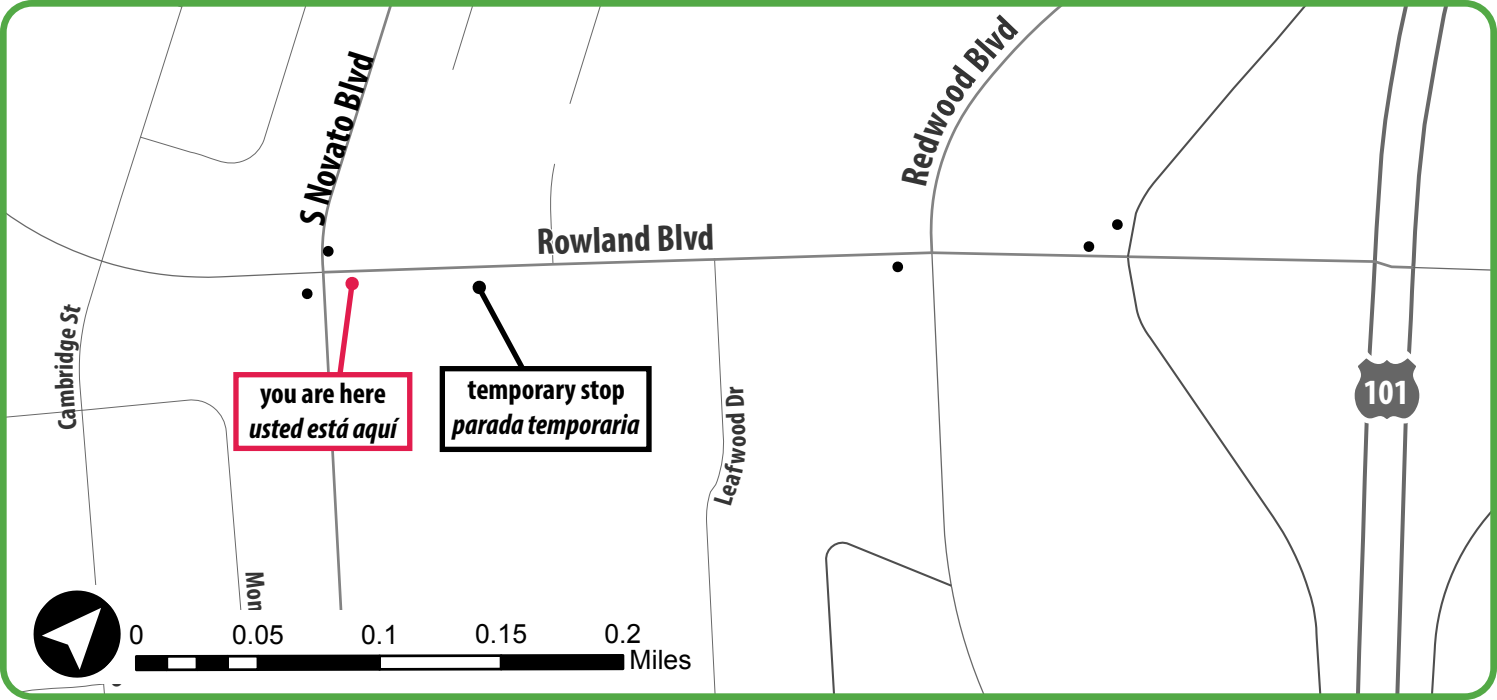 S Novato Blvd
Redwood Blvd
Rowland Blvd
Cambridge St
you are here
usted está aquí
temporary stop
parada temporaria
Leafwood Dr
101
Mon
0 0.05 0.1 0.15 0.2
Miles